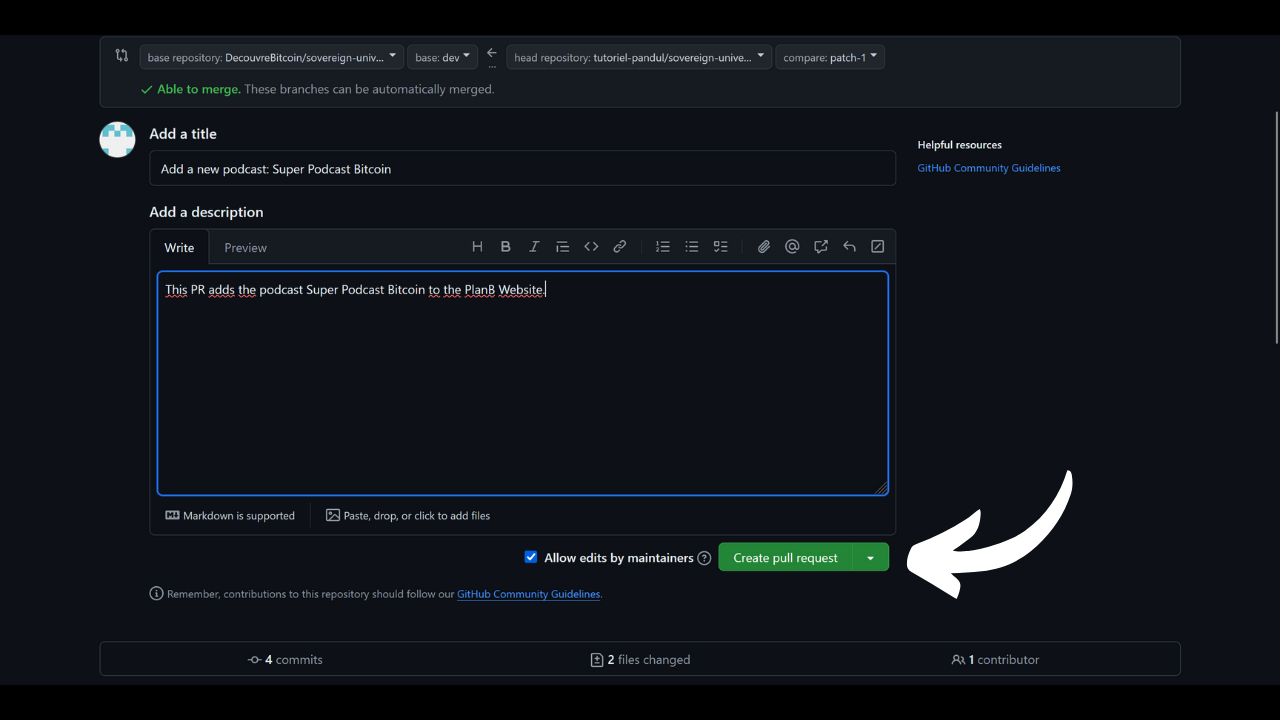 base repository: DecouvreBitcoin/sovereign-univ... base: dev ... head repository: tutoriel-pandul/sovereign-unive... compare: patch-1
Able to merge. These branches can be automatically merged.
Add a title
Helpful resources
Add a new podcast: Super Podcast Bitcoin
GitHub Community Guidelines
Add a description
Write Preview H B I
This PR adds the podcast Super Podcast Bitcoin to the PlanB Website.
Markdown is supported Paste, drop, or click to add files
Allow edits by maintainers ? Create pull request
Remember, contributions to this repository should follow our GitHub Community Guidelines.
4 commits 2 files changed 1 contributor